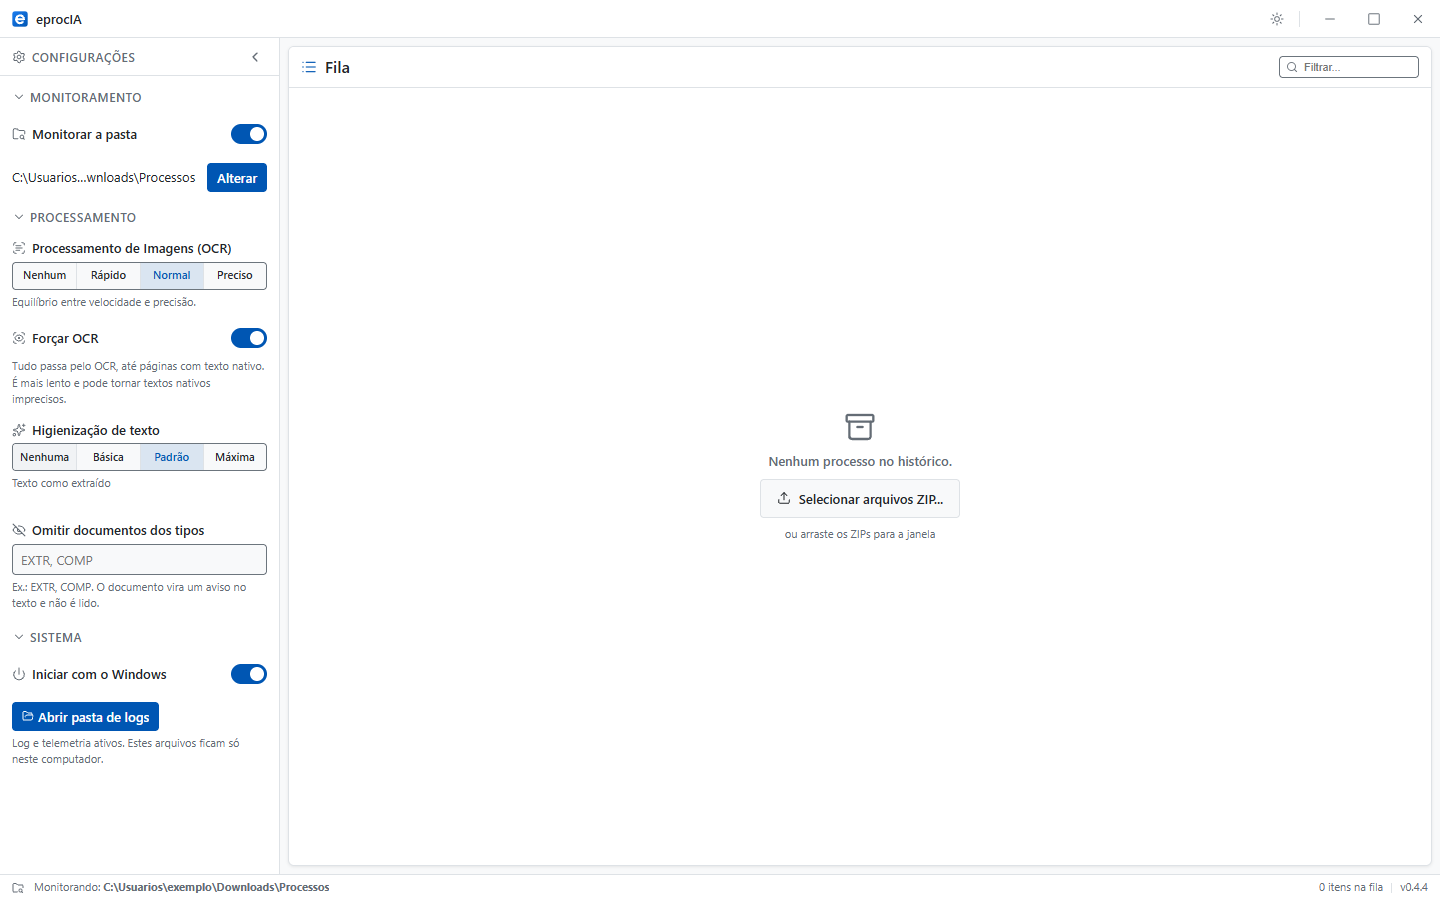 eprocIA
CONFIGURAÇÕES
MONITORAMENTO
Monitorar a pasta
C:\Usuarios...wnloads\Processos
Alterar
PROCESSAMENTO
Processamento de Imagens (OCR)
Nenhum Rápido Normal Preciso
Equilíbrio entre velocidade e precisão.
Forçar OCR
Tudo passa pelo OCR, até páginas com texto nativo.
É mais lento e pode tornar textos nativos
imprecisos.
Higienização de texto
Nenhuma Básica Padrão Máxima
Texto como extraído
Omitir documentos dos tipos
EXTR, COMP
Ex.: EXTR, COMP. O documento vira um aviso no
texto e não é lido.
SISTEMA
Iniciar com o Windows
Abrir pasta de logs
Log e telemetria ativos. Estes arquivos ficam só
neste computador.
Fila
Filtrar...
Nenhum processo no histórico.
Selecionar arquivos ZIP...
ou arraste os ZIPs para a janela
Monitorando: C:\Usuarios\exemplo\Downloads\Processos
0 itens na fila
v0.4.4